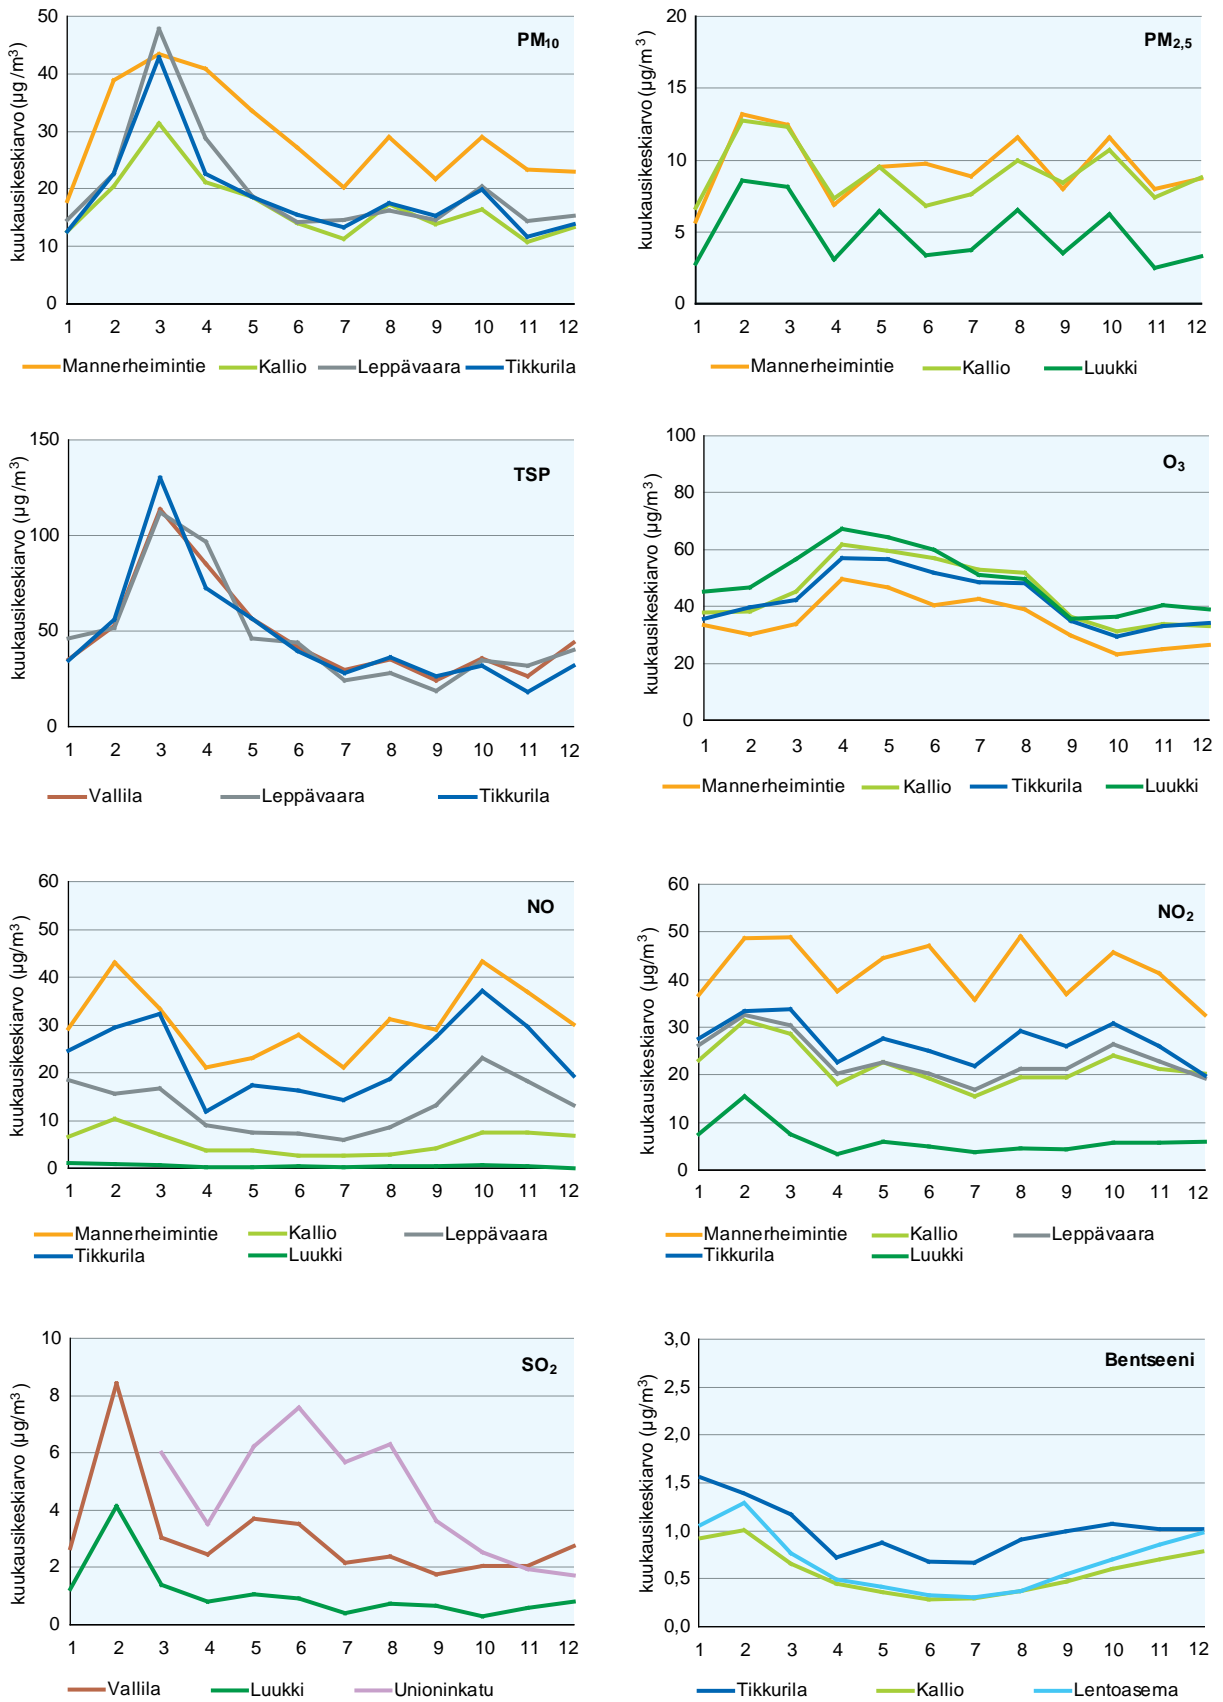 PM10
kuukausikeskiarvo (µg /m³)
50
40
30
20
10
0
1 2 3 4 5 6 7 8 9 10 11 12
Mannerheimintie Kallio Leppävaara Tikkurila
PM2,5
kuukausikeskiarvo (µg/m³)
20
15
10
5
0
1 2 3 4 5 6 7 8 9 10 11 12
Mannerheimintie Kallio Luukki
TSP
kuukausikeskiarvo (µg /m³)
150
100
50
0
1 2 3 4 5 6 7 8 9 10 11 12
Vallila Leppävaara Tikkurila
O3
kuukausikeskiarvo (µg/m³)
100
80
60
40
20
0
1 2 3 4 5 6 7 8 9 10 11 12
Mannerheimintie Kallio Tikkurila Luukki
NO
kuukausikeskiarvo (µg/m³)
60
50
40
30
20
10
0
1 2 3 4 5 6 7 8 9 10 11 12
Mannerheimintie Kallio Leppävaara
Tikkurila Luukki
NO2
kuukausikeskiarvo (µg/m³)
60
50
40
30
20
10
0
1 2 3 4 5 6 7 8 9 10 11 12
Mannerheimintie Kallio Leppävaara
Tikkurila Luukki
SO2
kuukausikeskiarvo (µg/m³)
10
8
6
4
2
0
1 2 3 4 5 6 7 8 9 10 11 12
Vallila Luukki Unioninkatu
Bentseeni
kuukausikeskiarvo (µg/m³)
3,0
2,5
2,0
1,5
1,0
0,5
0,0
1 2 3 4 5 6 7 8 9 10 11 12
Tikkurila Kallio Lentoasema